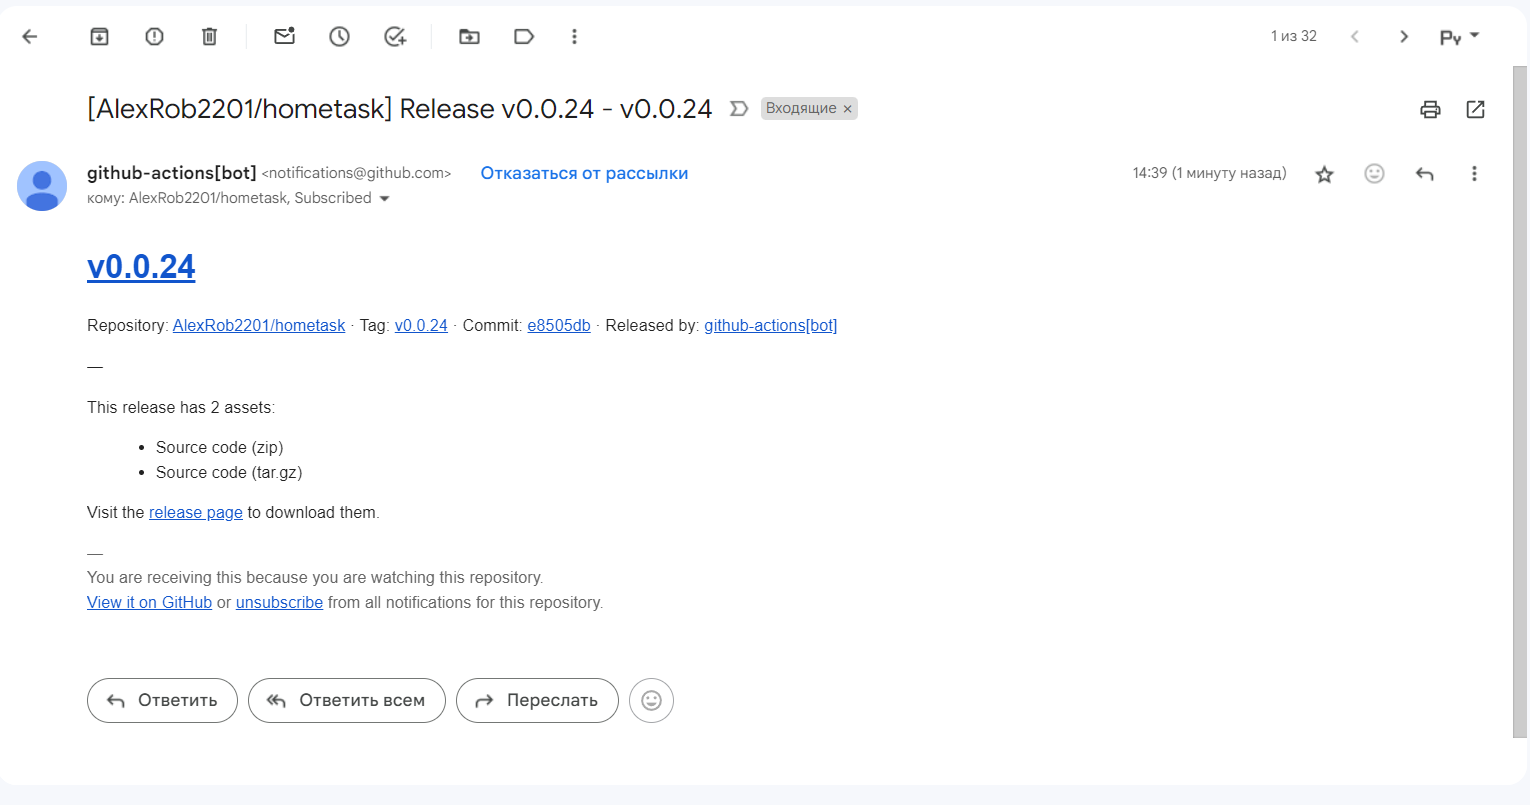 1 из 32
Ру
[AlexRob2201/hometask] Release v0.0.24 - v0.0.24
Входящие ×
github-actions[bot] <notifications@github.com> Отказаться от рассылки
14:39 (1 минуту назад)
кому: AlexRob2201/hometask, Subscribed
v0.0.24
Repository: AlexRob2201/hometask · Tag: v0.0.24 · Commit: e8505db · Released by: github-actions[bot]
—
This release has 2 assets:
• Source code (zip)
• Source code (tar.gz)
Visit the release page to download them.
—
You are receiving this because you are watching this repository.
View it on GitHub or unsubscribe from all notifications for this repository.
Ответить
Ответить всем
Переслать